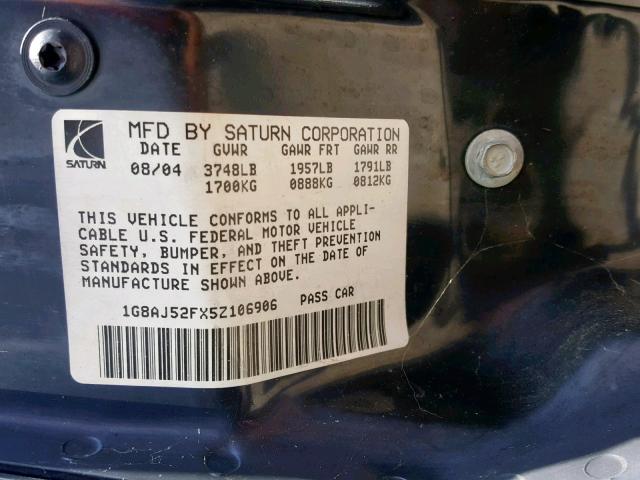 MFD BY SATURN CORPORATION
SATURN
DATE GVWR GAWR FRT GAWR RR
08/04 3748LB 1957LB 1791LB
1700KG 0888KG 0812KG
THIS VEHICLE CONFORMS TO ALL APPLI-
CABLE U.S. FEDERAL MOTOR VEHICLE
SAFETY, BUMPER, AND THEFT PREVENTION
STANDARDS IN EFFECT ON THE DATE OF
MANUFACTURE SHOWN ABOVE.
1G8AJ52FX5Z106906 PASS CAR